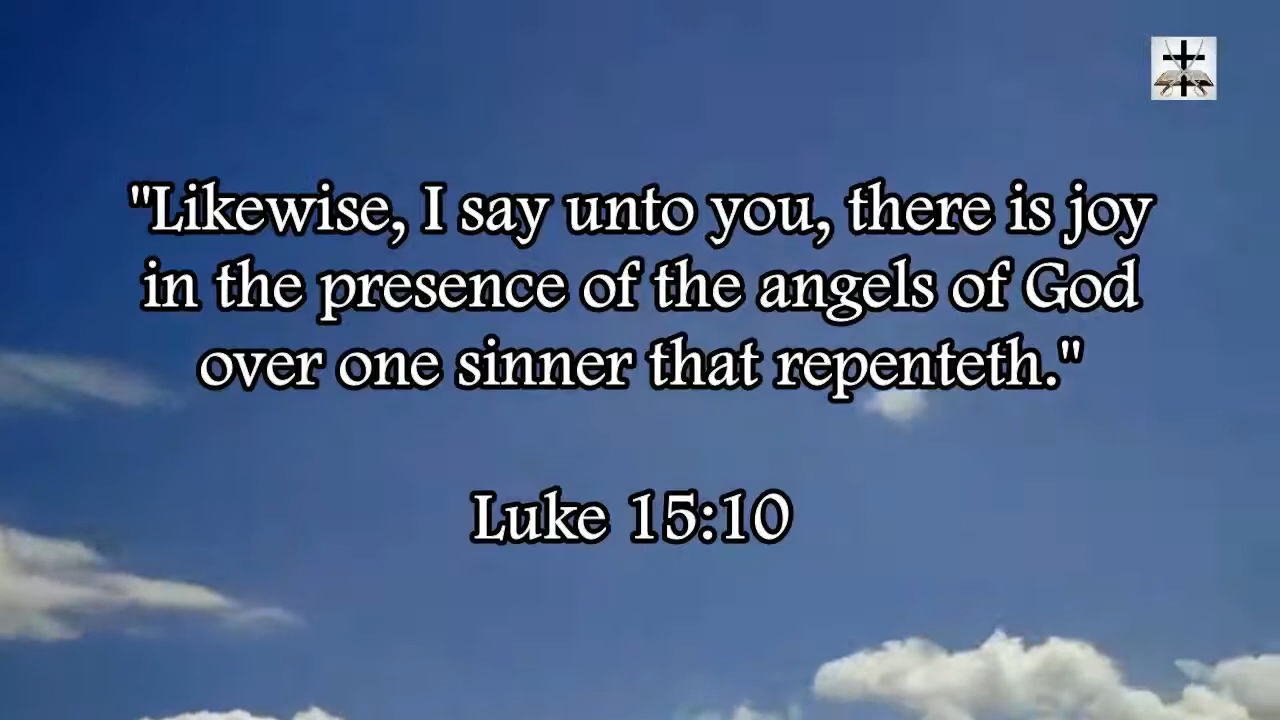 "Likewise, I say unto you, there is joy
in the presence of the angels of God
over one sinner that repenteth."
Luke 15:10